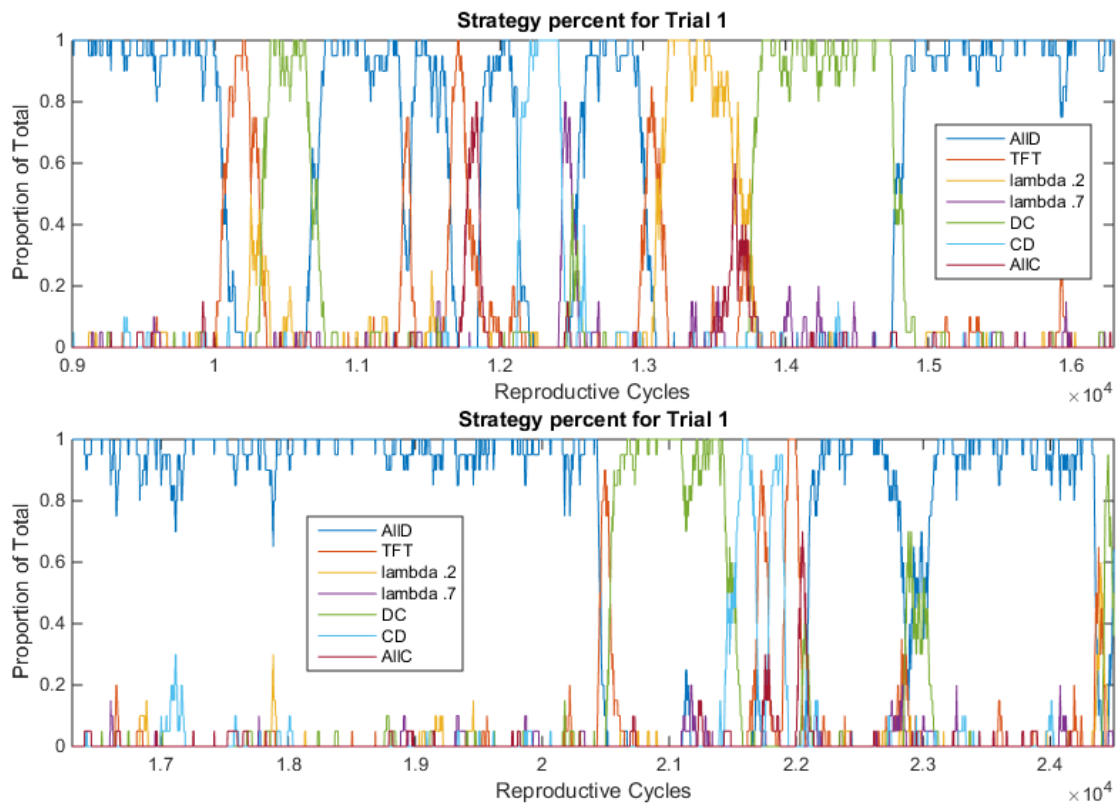 Strategy percent for Trial 1
Proportion of Total
1
0.8
0.6
0.4
0.2
0
AllD
TFT
lambda .2
lambda .7
DC
CD
AllC
0.9 1 1.1 1.2 1.3 1.4 1.5 1.6
Reproductive Cycles
×10⁴
Strategy percent for Trial 1
Proportion of Total
1
0.8
0.6
0.4
0.2
0
AllD
TFT
lambda .2
lambda .7
DC
CD
AllC
1.7 1.8 1.9 2 2.1 2.2 2.3 2.4
Reproductive Cycles
×10⁴